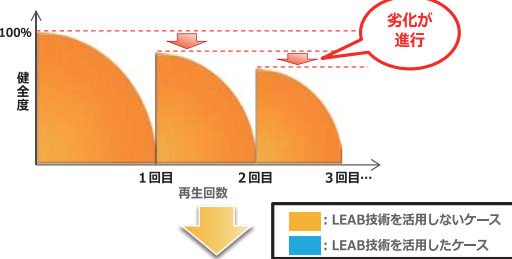 劣化が
進行
100%
健全度
1回目
2回目
3回目…
再生回数
: LEAB技術を活用しないケース
: LEAB技術を活用したケース